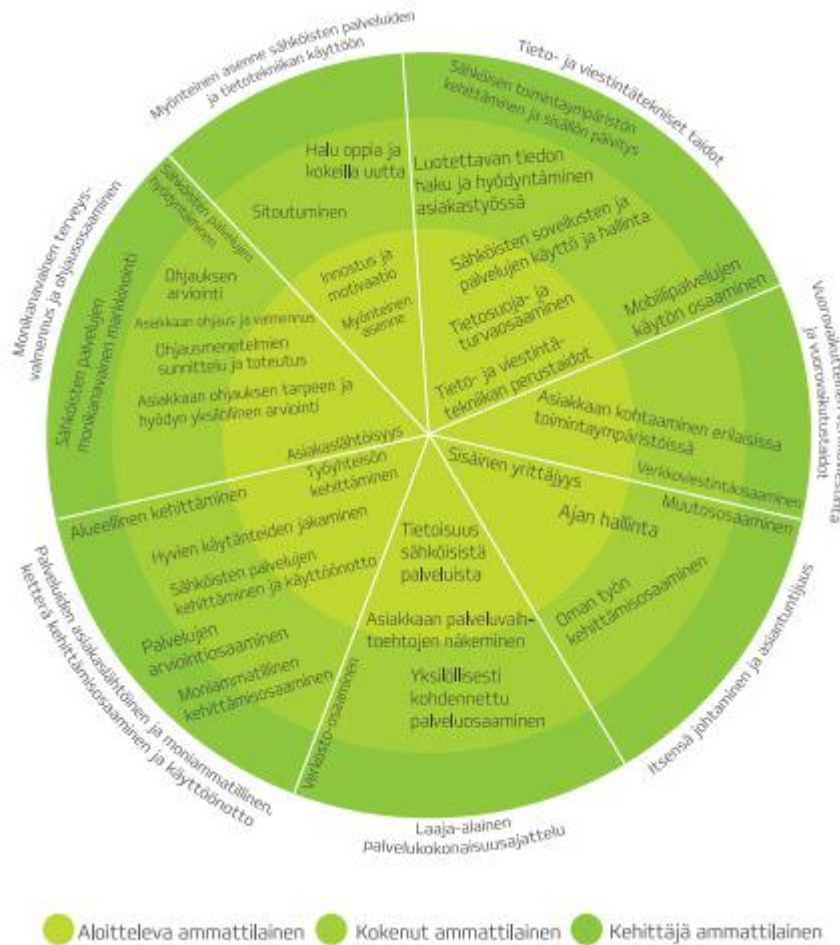 Myönteinen asenne sähköisten palveluiden
ja tietotekniikan käyttöön
Halu oppia ja
kokeilla uutta
Sitoutuminen
Innostus ja
motivaatio
Myönteinen
asenne
Tieto- ja viestintätekniset taidot
Sähköisen toimintaympäristön
kehittäminen ja sisällön päivitys
Luotettavan tiedon
haku ja hyödyntäminen
asiakastyössä
Sähköisten sovellusten ja
palvelujen käyttö ja hallinta
Mobiilipalvelujen
käytön osaaminen
Tietosuoja- ja
turvaosaaminen
Tieto- ja viestintä-
tekniikan perustaidot
ja vuorovaikutustaidot
Asiakkaan kohtaaminen erilaisissa
toimintaympäristöissä
Verkkoviestintäosaaminen
Itsensä johtaminen ja asiantuntijuus
Muutososaaminen
Sisäinen yrittäjyys
Ajan hallinta
Oman työn
kehittämisosaaminen
Laaja-alainen
palvelukokonaisuusajattelu
Tietoisuus
sähköisistä
palveluista
Asiakkaan palveluvaih-
toehtojen näkeminen
Yksilöllisesti
kohdennettu
palveluosaaminen
Verkosto-osaaminen
Palveluiden asiakaslähtöinen ja moniammatillinen,
ketterä kehittämisosaaminen ja käyttöönotto
Työyhteisön
kehittäminen
Alueellinen kehittäminen
Hyvien käytänteiden jakaminen
Sähköisten palvelujen
kehittäminen ja käyttöönotto
Palvelujen
arviointiosaaminen
Moniammatillinen
kehittämisosaaminen
Monikanavainen terveys-
valmennus ja ohjausosaaminen
Sähköisten palvelujen
hyödyntäminen
Sähköisten palvelujen
monikanavainen markkinointi
Ohjauksen
arviointi
Asiakkaan ohjaus ja valmennus
Ohjausmenetelmien
sunnittelu ja toteutus
Asiakkaan ohjauksen tarpeen ja
hyödyn yksilöllinen arviointi
Asiakaslähtöisyys
Aloitteleva ammattilainen
Kokenut ammattilainen
Kehittäjä ammattilainen